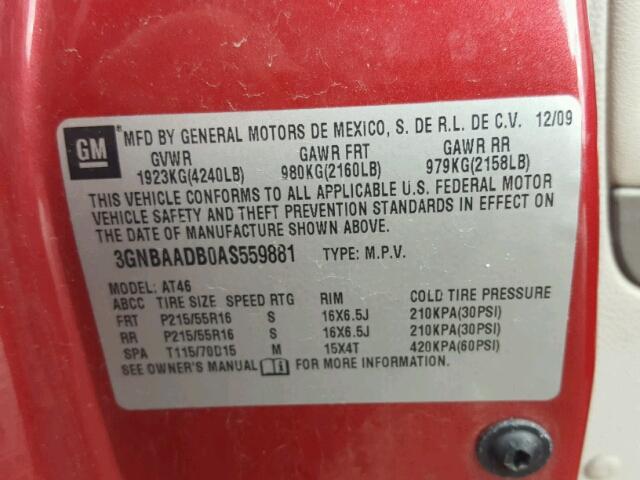 GM
MFD BY GENERAL MOTORS DE MEXICO, S. DE R.L. DE C.V. 12/09
GVWR GAWR FRT GAWR RR
1923KG(4240LB) 980KG(2160LB) 979KG(2158LB)
THIS VEHICLE CONFORMS TO ALL APPLICABLE U.S. FEDERAL MOTOR
VEHICLE SAFETY AND THEFT PREVENTION STANDARDS IN EFFECT ON
THE DATE OF MANUFACTURE SHOWN ABOVE.
3GNBAADB0AS559881 TYPE: M.P.V.
MODEL: AT46
ABCC TIRE SIZE SPEED RTG RIM COLD TIRE PRESSURE
FRT P215/55R16 S 16X6.5J 210KPA(30PSI)
RR P215/55R16 S 16X6.5J 210KPA(30PSI)
SPA T115/70D15 M 15X4T 420KPA(60PSI)
SEE OWNER'S MANUAL FOR MORE INFORMATION.